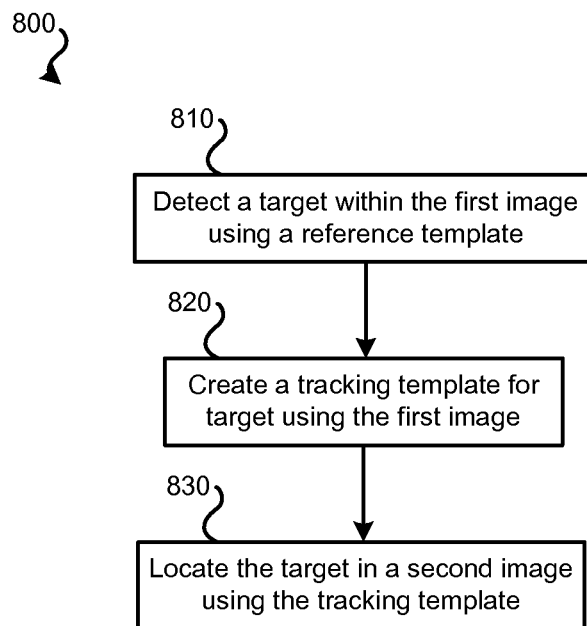 800
810
Detect a target within the first image
using a reference template
820
Create a tracking template for
target using the first image
830
Locate the target in a second image
using the tracking template